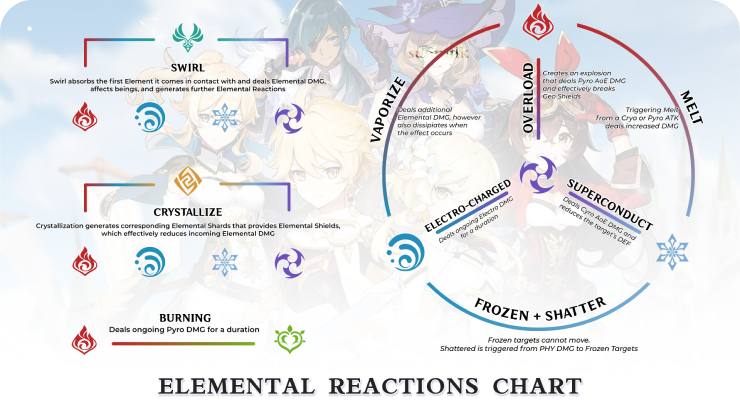 SWIRL
Swirl absorbs the first Element it comes in contact with and deals Elemental DMG,
affects beings, and generates further Elemental Reactions
CRYSTALLIZE
Crystallization generates corresponding Elemental Shards that provides Elemental Shields,
which effectively reduces incoming Elemental DMG
BURNING
Deals ongoing Pyro DMG for a duration
VAPORIZE
Deals additional
Elemental DMG, however
also dissipiates when
the effect occurs
OVERLOAD
Creates an explosion
that deals Pyro AoE DMG
and effectively breaks
Geo Shields
MELT
Triggering Melt
from a Cryo or Pyro ATK
deals increased DMG
ELECTRO-CHARGED
Deals ongoing Electro DMG
for a duration
SUPERCONDUCT
Deals Cyro AoE DMG and
reduces the target's DEF
FROZEN + SHATTER
Frozen targets cannot move.
Shattered is triggered from PHY DMG to Frozen Targets
ELEMENTAL REACTIONS CHART